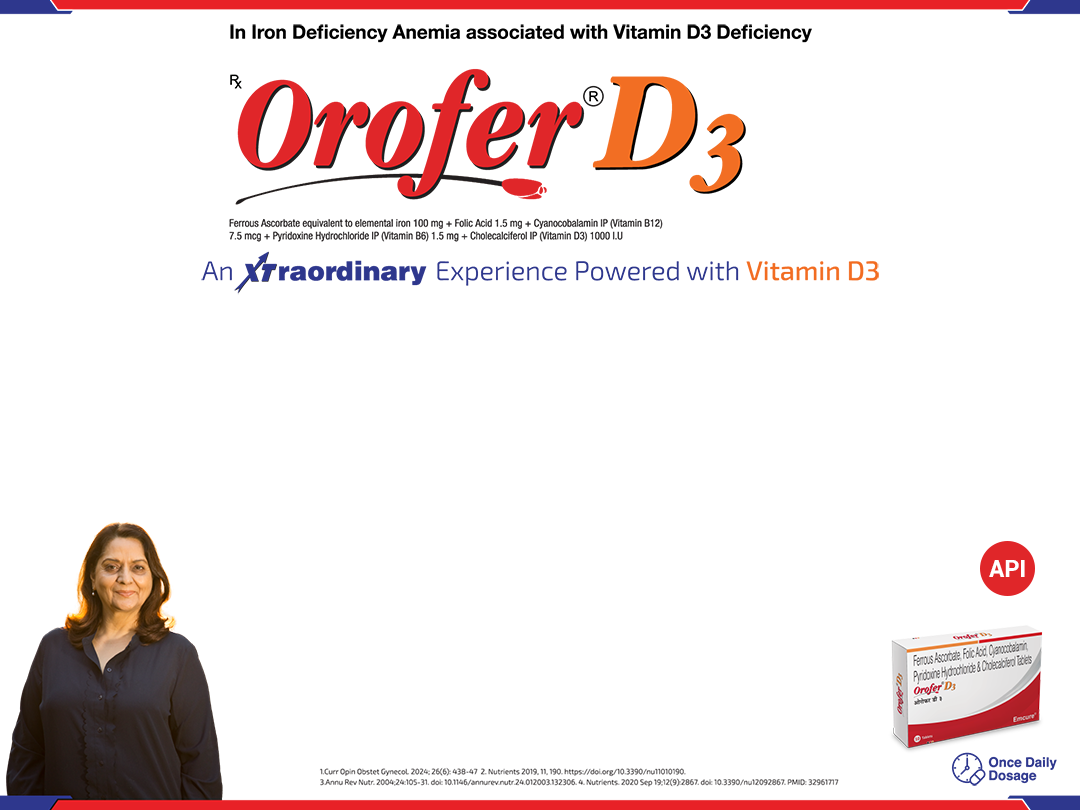 In Iron Deficiency Anemia associated with Vitamin D3 Deficiency
Rx Orofer® D3
Ferrous Ascorbate equivalent to elemental iron 100 mg + Folic Acid 1.5 mg + Cyanocobalamin IP (Vitamin B12)
7.5 mcg + Pyridoxine Hydrochloride IP (Vitamin B6) 1.5 mg + Cholecalciferol IP (Vitamin D3) 1000 I.U
An XTraordinary Experience Powered with Vitamin D3
API
Orofer D3
Ferrous Ascorbate, Folic Acid, Cyanocobalamin,
Pyridoxine Hydrochloride & Cholecalciferol Tablets
Orofer® D3
ओरोफर डी ३
Orofer® D3
Emcure®
Tablets
Once Daily
Dosage
1.Curr Opin Obstet Gynecol. 2024; 26(6): 438-47 2. Nutrients 2019, 11, 190. https://doi.org/10.3390/nu11010190.
3.Annu Rev Nutr. 2004;24:105-31. doi: 10.1146/annurev.nutr.24.012003.132306. 4. Nutrients. 2020 Sep 19;12(9):2867. doi: 10.3390/nu12092867. PMID: 32961717